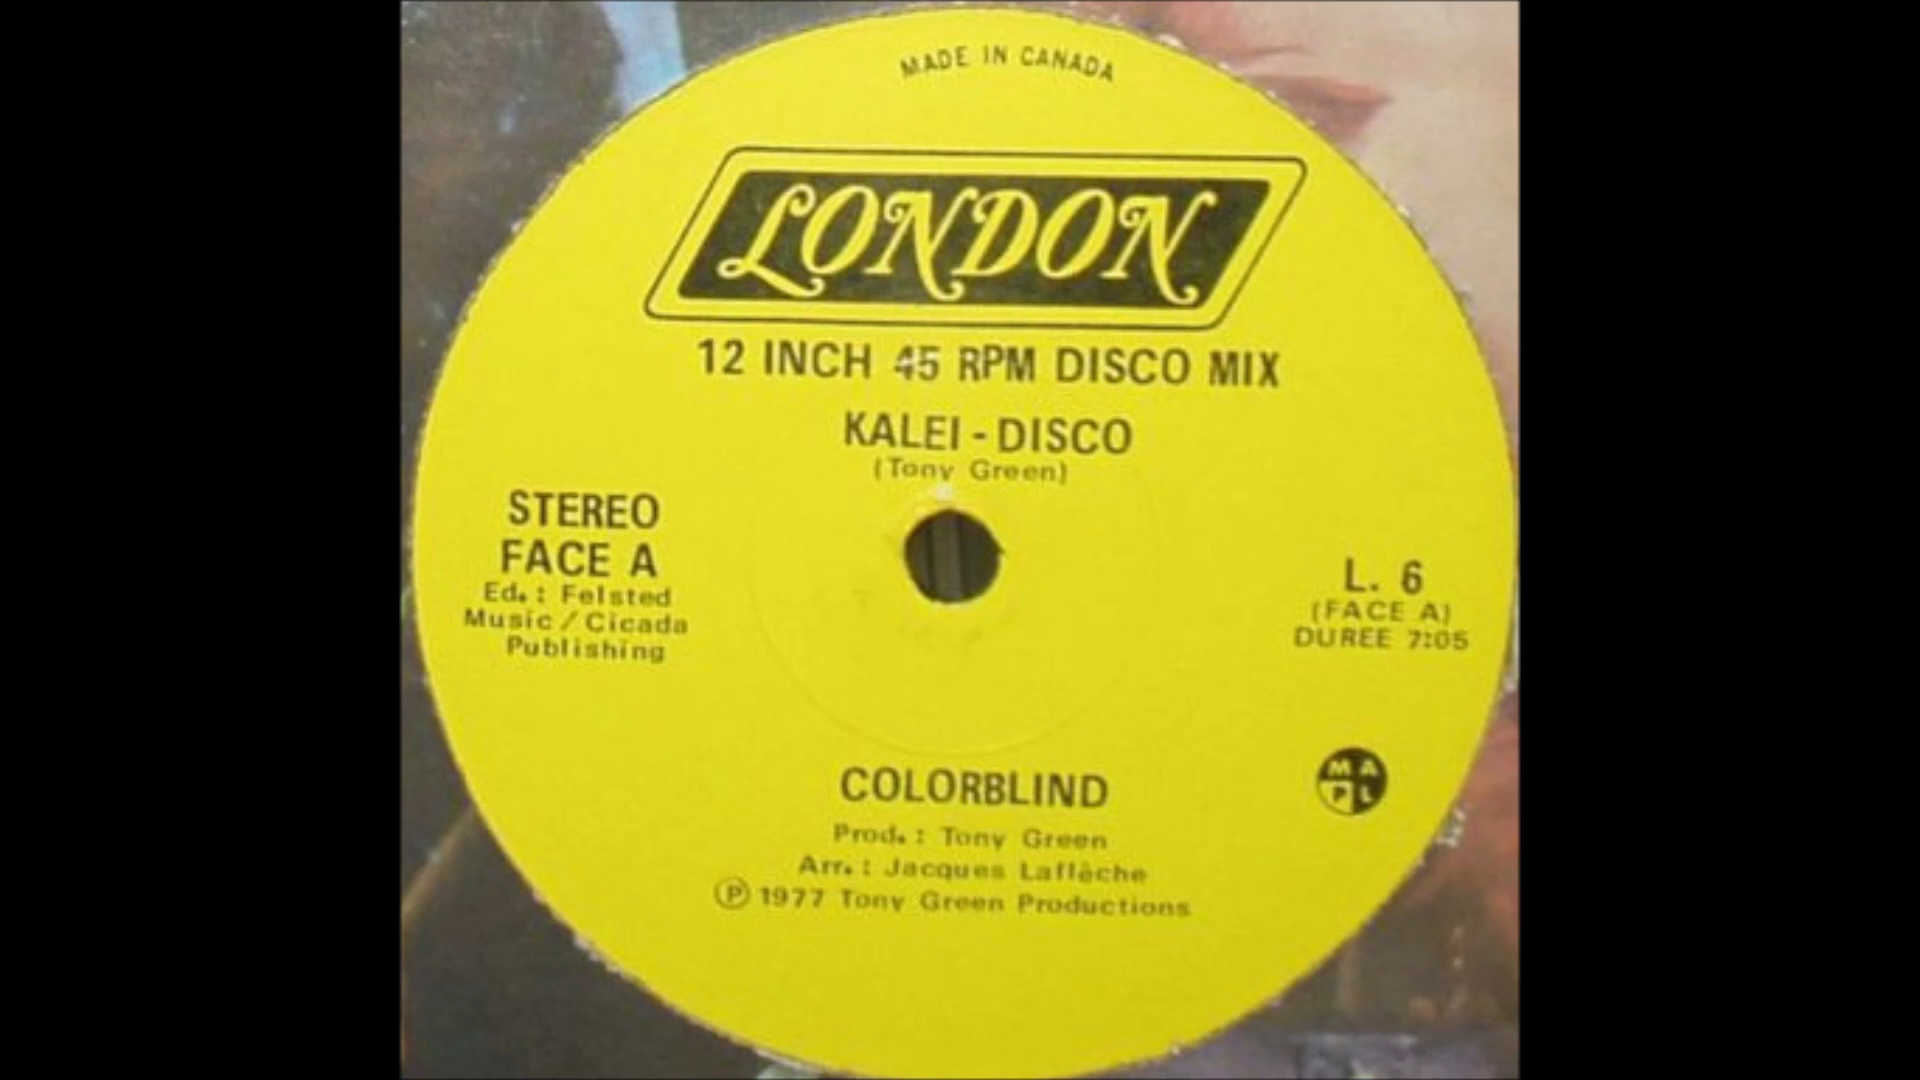 MADE IN CANADA
LONDON
12 INCH 45 RPM DISCO MIX
KALEI - DISCO
(Tony Green)
STEREO
FACE A
Ed. : Felsted
Music / Cicada
Publishing
L. 6
(FACE A)
DUREE 7:05
MAPL
COLORBLIND
Prod. : Tony Green
Arr. : Jacques Laflèche
℗ 1977 Tony Green Productions